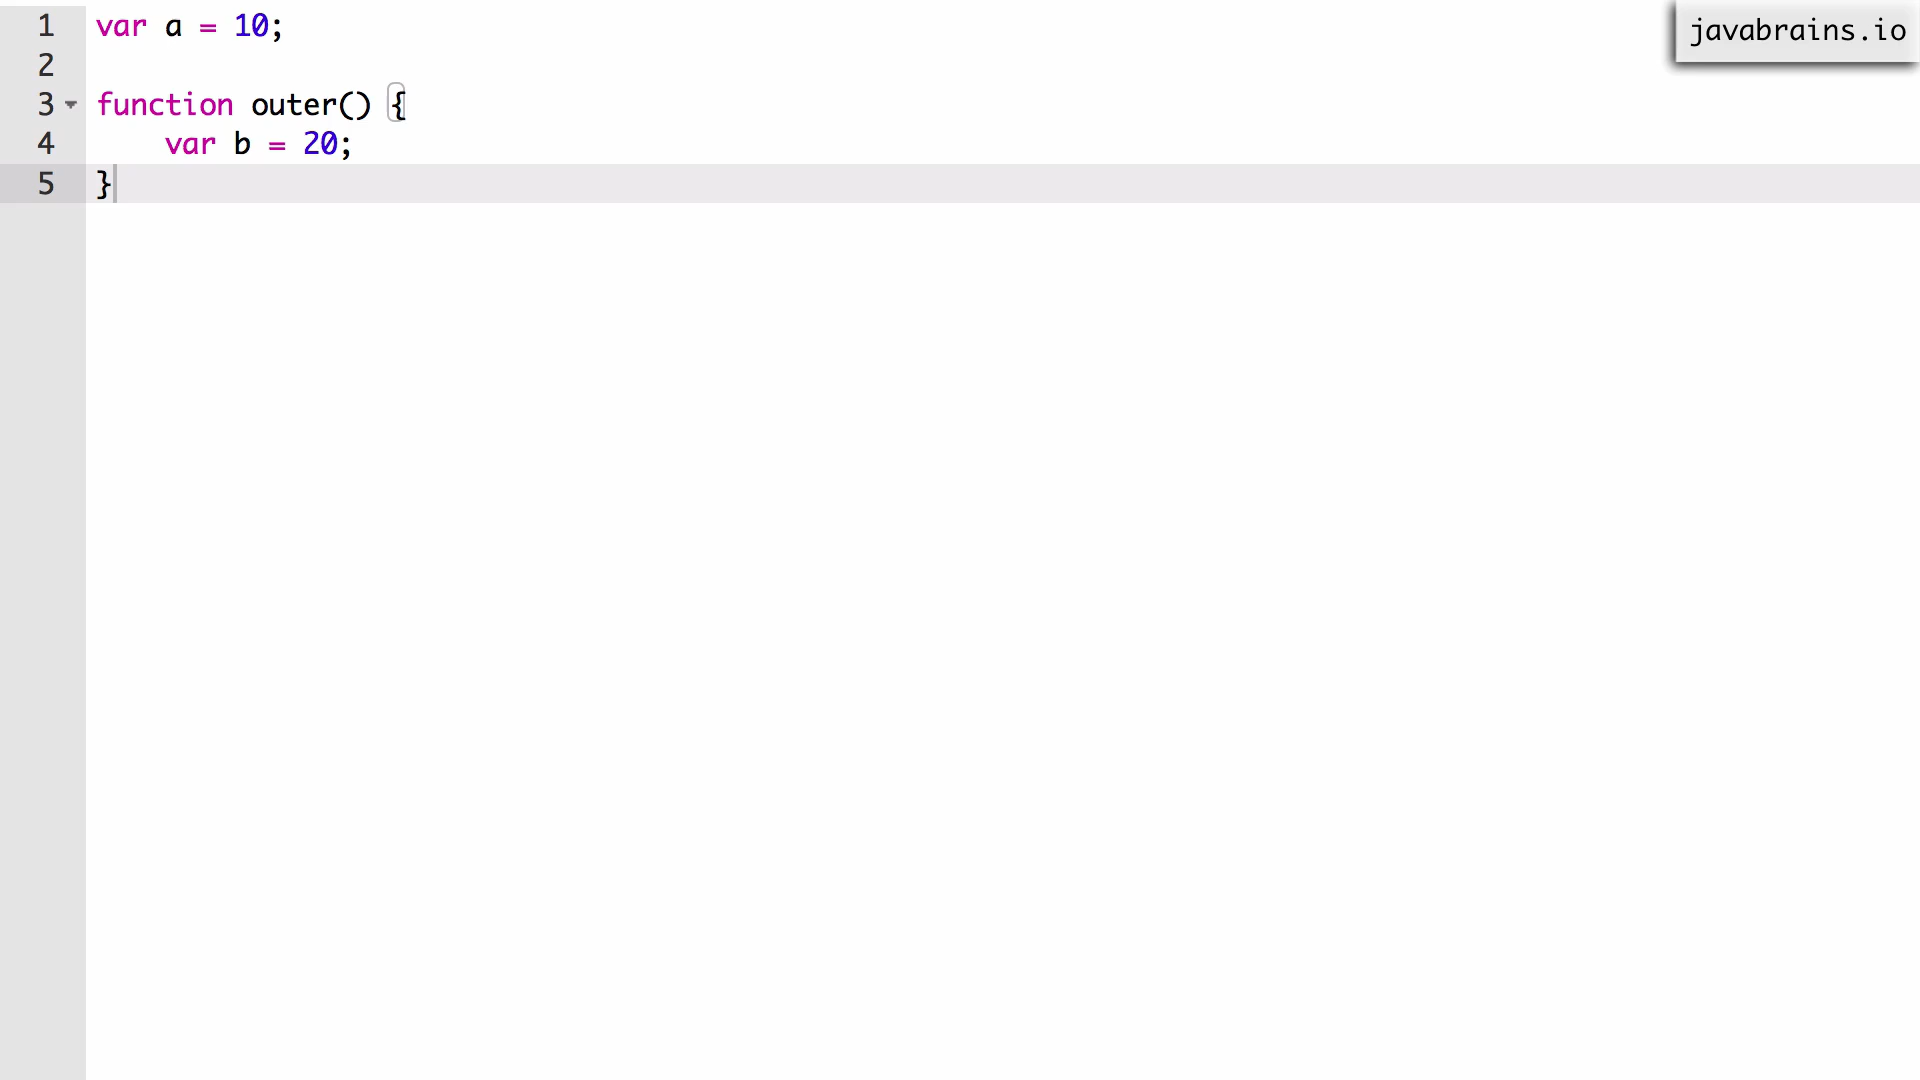 1 var a = 10;
javabrains.io
2
3 function outer() {
4     var b = 20;
5 }